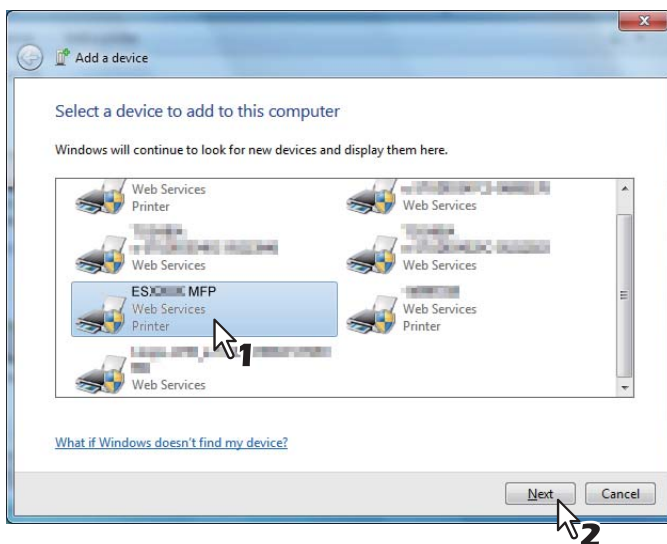 Add a device
Select a device to add to this computer
Windows will continue to look for new devices and display them here.
Web Services
Printer
Web Services
Web Services
Web Services
MFP
Web Services
Printer
1
Web Services
Printer
Web Services
What if Windows doesn't find my device?
Next
Cancel
2